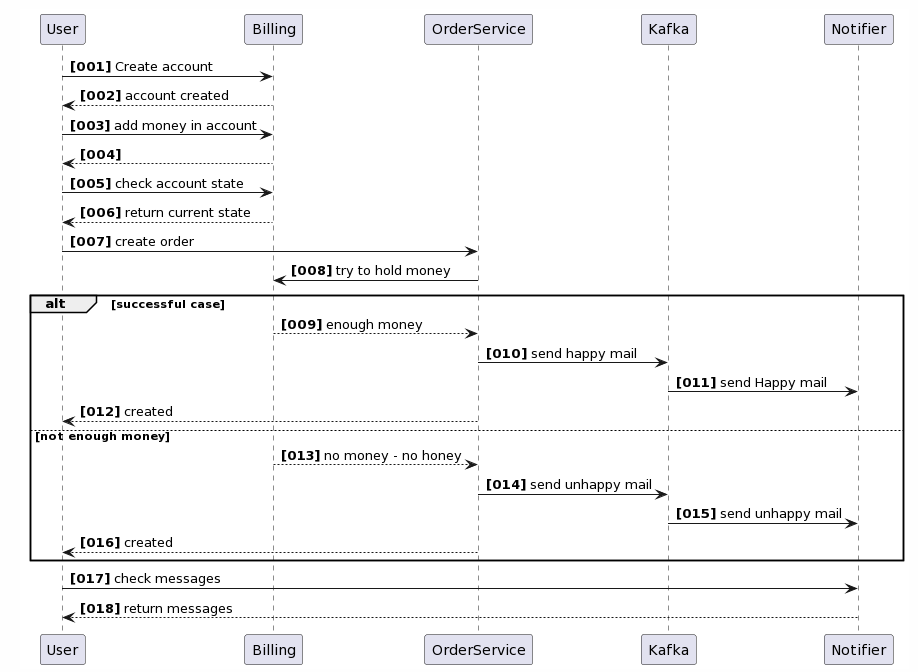 User Billing OrderService Kafka Notifier
[001] Create account
[002] account created
[003] add money in account
[004]
[005] check account state
[006] return current state
[007] create order
[008] try to hold money
alt [successful case]
[009] enough money
[010] send happy mail
[011] send Happy mail
[012] created
[not enough money]
[013] no money - no honey
[014] send unhappy mail
[015] send unhappy mail
[016] created
[017] check messages
[018] return messages
User Billing OrderService Kafka Notifier